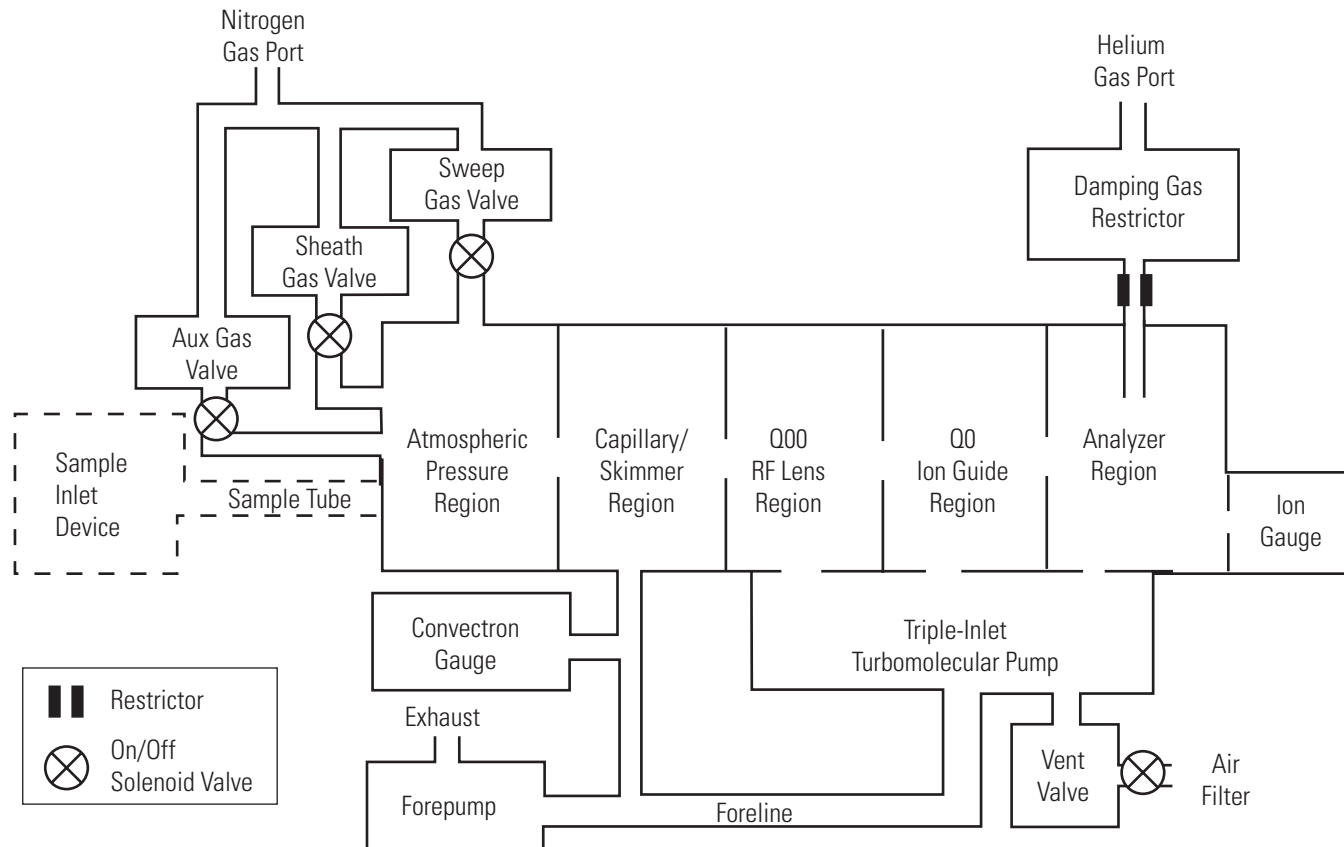 Nitrogen
Gas Port
Helium
Gas Port
Sweep
Gas Valve
Damping Gas
Restrictor
Sheath
Gas Valve
Aux Gas
Valve
Sample
Inlet
Device
Sample Tube
Atmospheric
Pressure
Region
Capillary/
Skimmer
Region
Q00
RF Lens
Region
Q0
Ion Guide
Region
Analyzer
Region
Ion
Gauge
Convectron
Gauge
Triple-Inlet
Turbomolecular Pump
Restrictor
On/Off
Solenoid Valve
Exhaust
Forepump
Foreline
Vent
Valve
Air
Filter